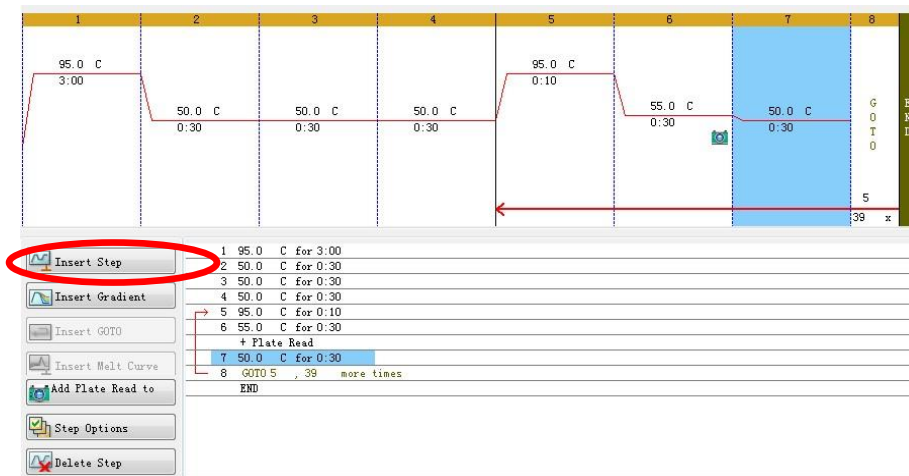 1 2 3 4 5 6 7 8
95.0 C
3:00
50.0 C
0:30
50.0 C
0:30
50.0 C
0:30
95.0 C
0:10
55.0 C
0:30
50.0 C
0:30
G
O
T
O
5
39 x
E
N
D
Insert Step
Insert Gradient
Insert GOTO
Insert Melt Curve
Add Plate Read to
Step Options
Delete Step
1 95.0 C for 3:00
2 50.0 C for 0:30
3 50.0 C for 0:30
4 50.0 C for 0:30
5 95.0 C for 0:10
6 55.0 C for 0:30
+ Plate Read
7 50.0 C for 0:30
8 GOTO 5 , 39 more times
END